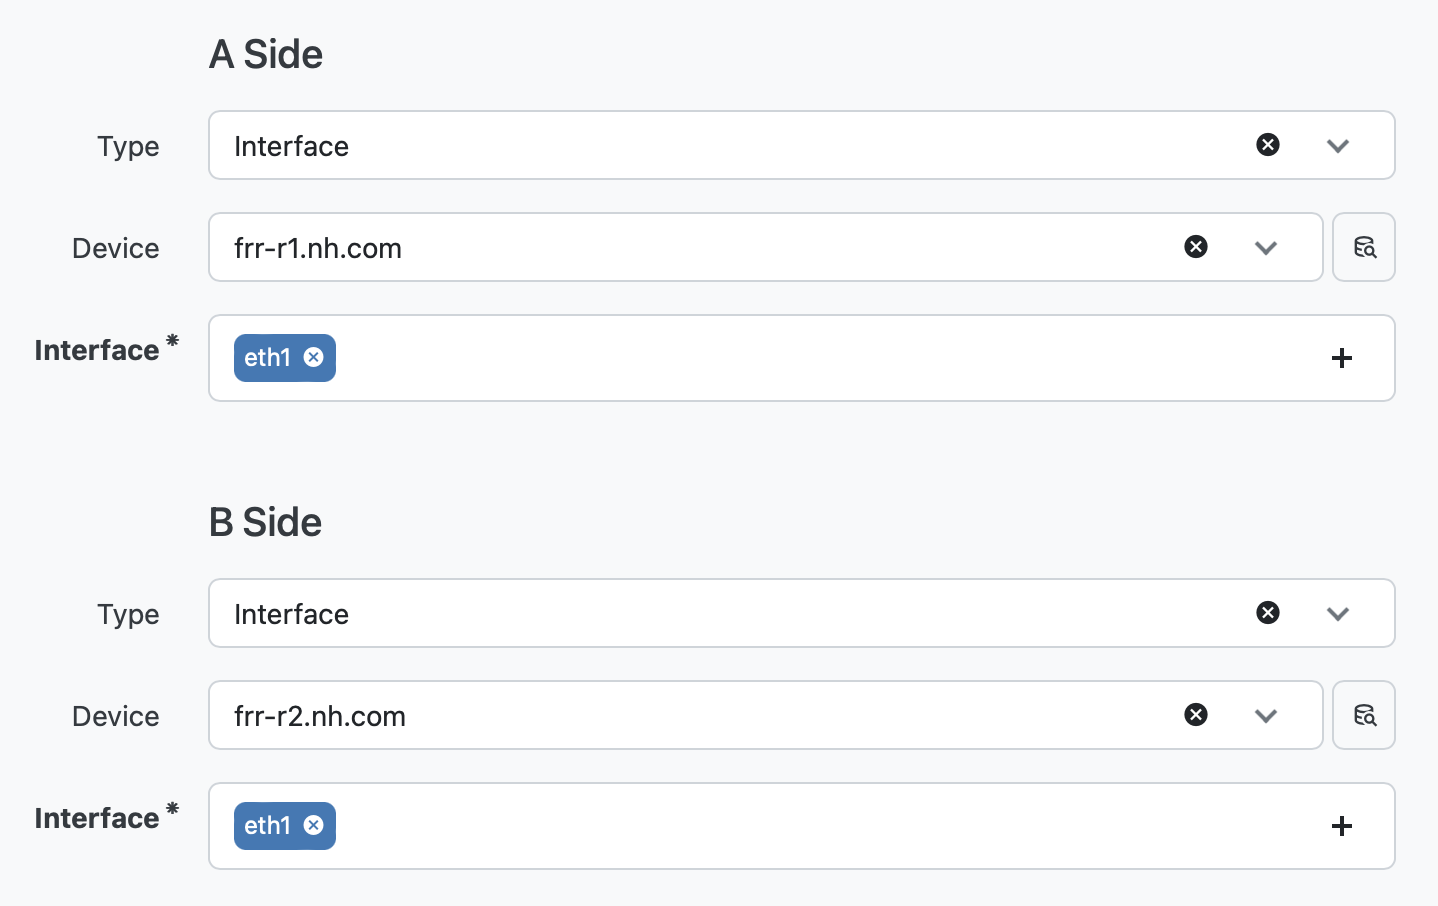 A Side
Type Interface
Device frr-r1.nh.com
Interface * eth1
B Side
Type Interface
Device frr-r2.nh.com
Interface * eth1